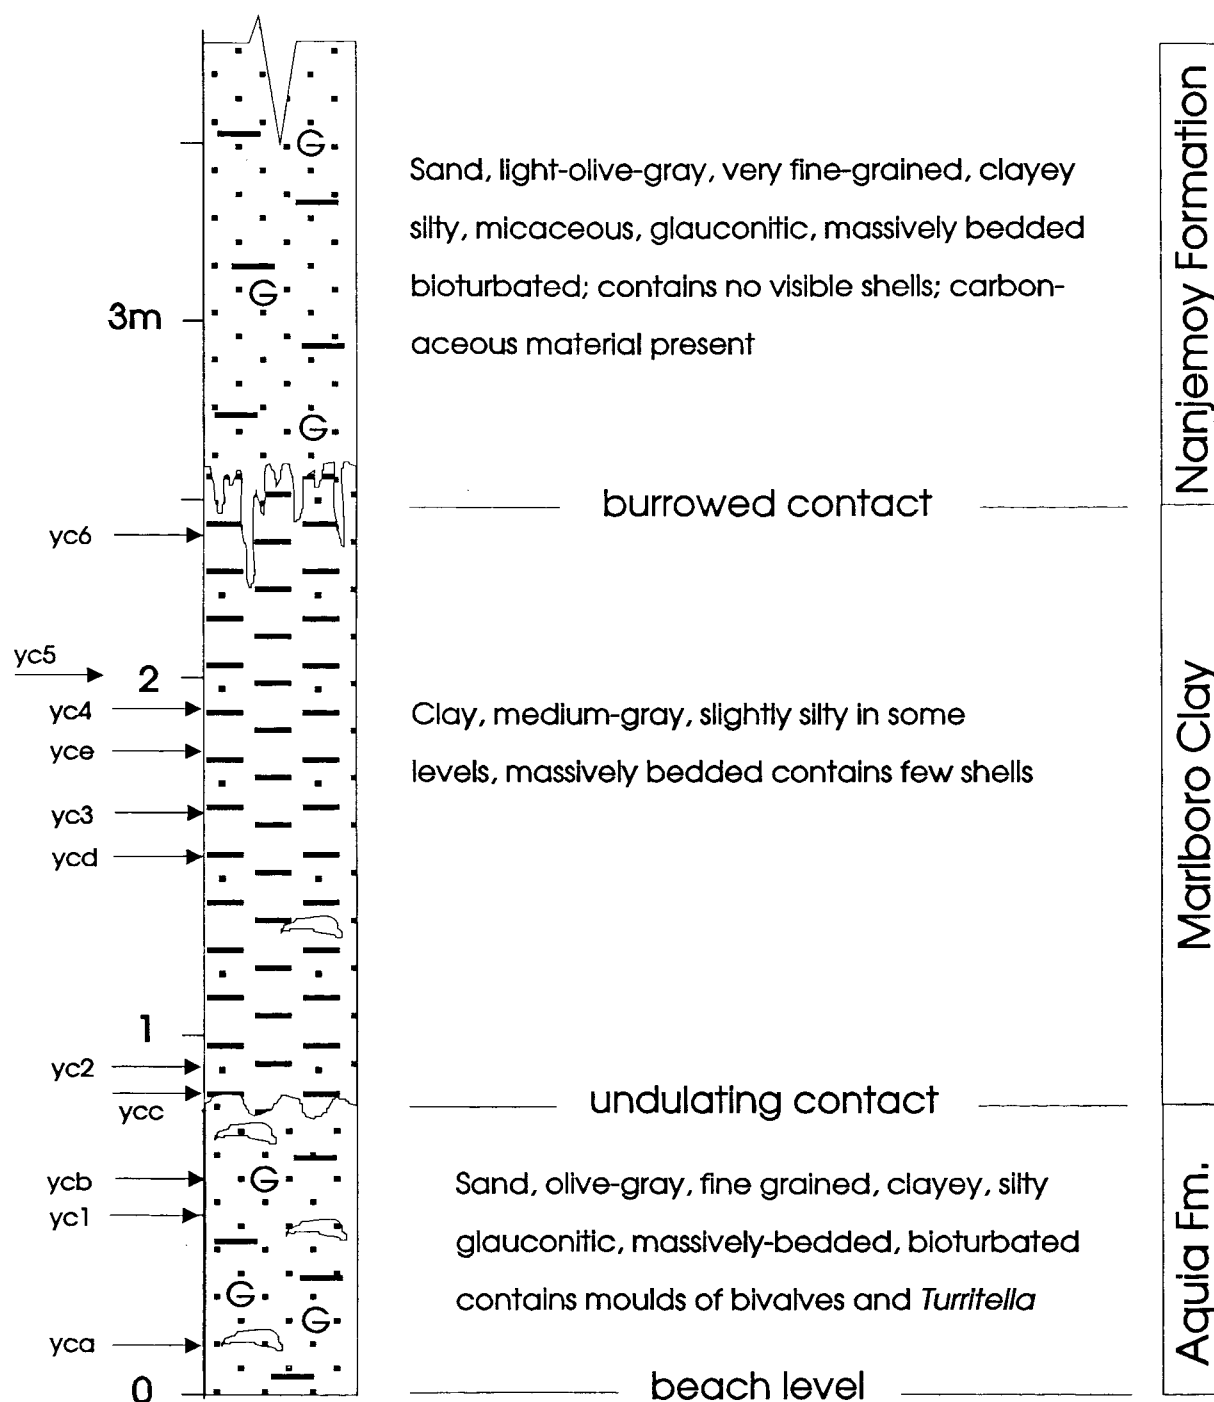 G
Sand, light-olive-gray, very fine-grained, clayey
silty, micaceous, glauconitic, massively bedded
bioturbated; contains no visible shells; carbon-
aceous material present
Nanjemoy Formation
G
3m
G
burrowed contact
yc6
yc5
2
yc4
Clay, medium-gray, slightly silty in some
levels, massively bedded contains few shells
Marlboro Clay
yce
yc3
ycd
1
yc2
ycc
undulating contact
ycb
G
Sand, olive-gray, fine grained, clayey, silty
glauconitic, massively-bedded, bioturbated
contains moulds of bivalves and Turritella
Aquia Fm.
yc1
G
G
yca
0
beach level